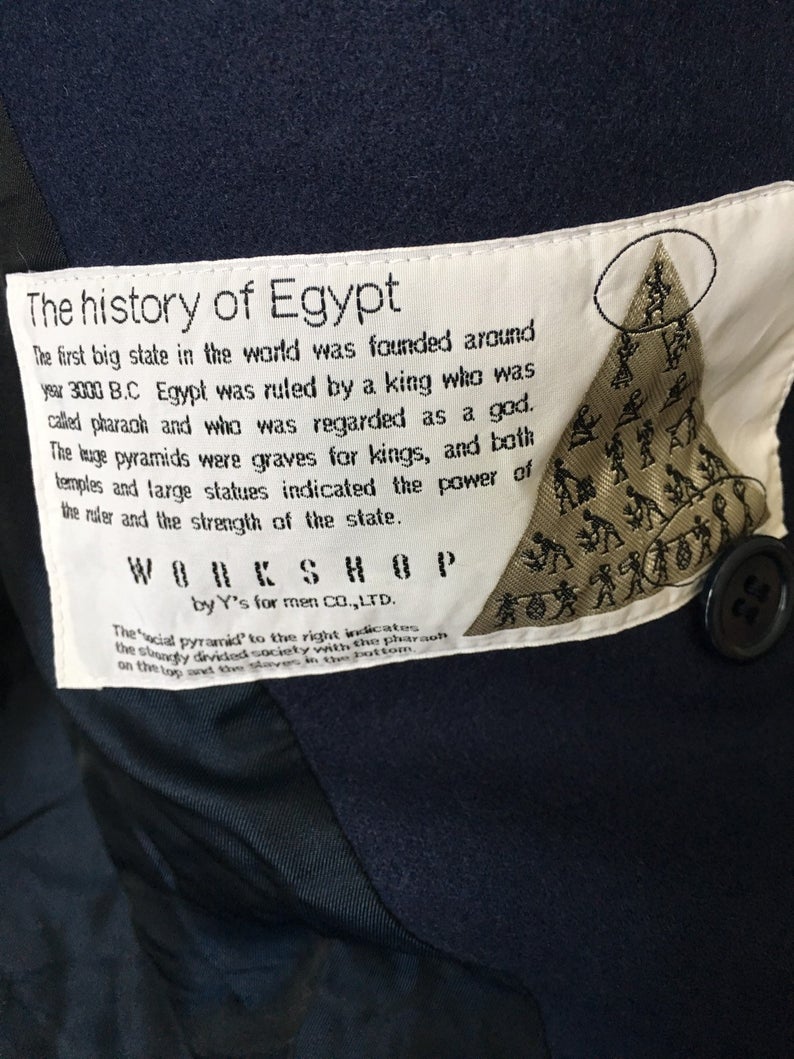 The history of Egypt
The first big state in the world was founded around
year 3000 B.C Egypt was ruled by a king who was
called pharaoh and who was regarded as a god.
The huge pyramids were graves for kings, and both
temples and large statues indicated the power of
the ruler and the strength of the state.
WORKSHOP
by Y's for men CO.,LTD.
The 'social pyramid' to the right indicates
the strongly divided society with the pharaoh
on the top and the slaves in the bottom.